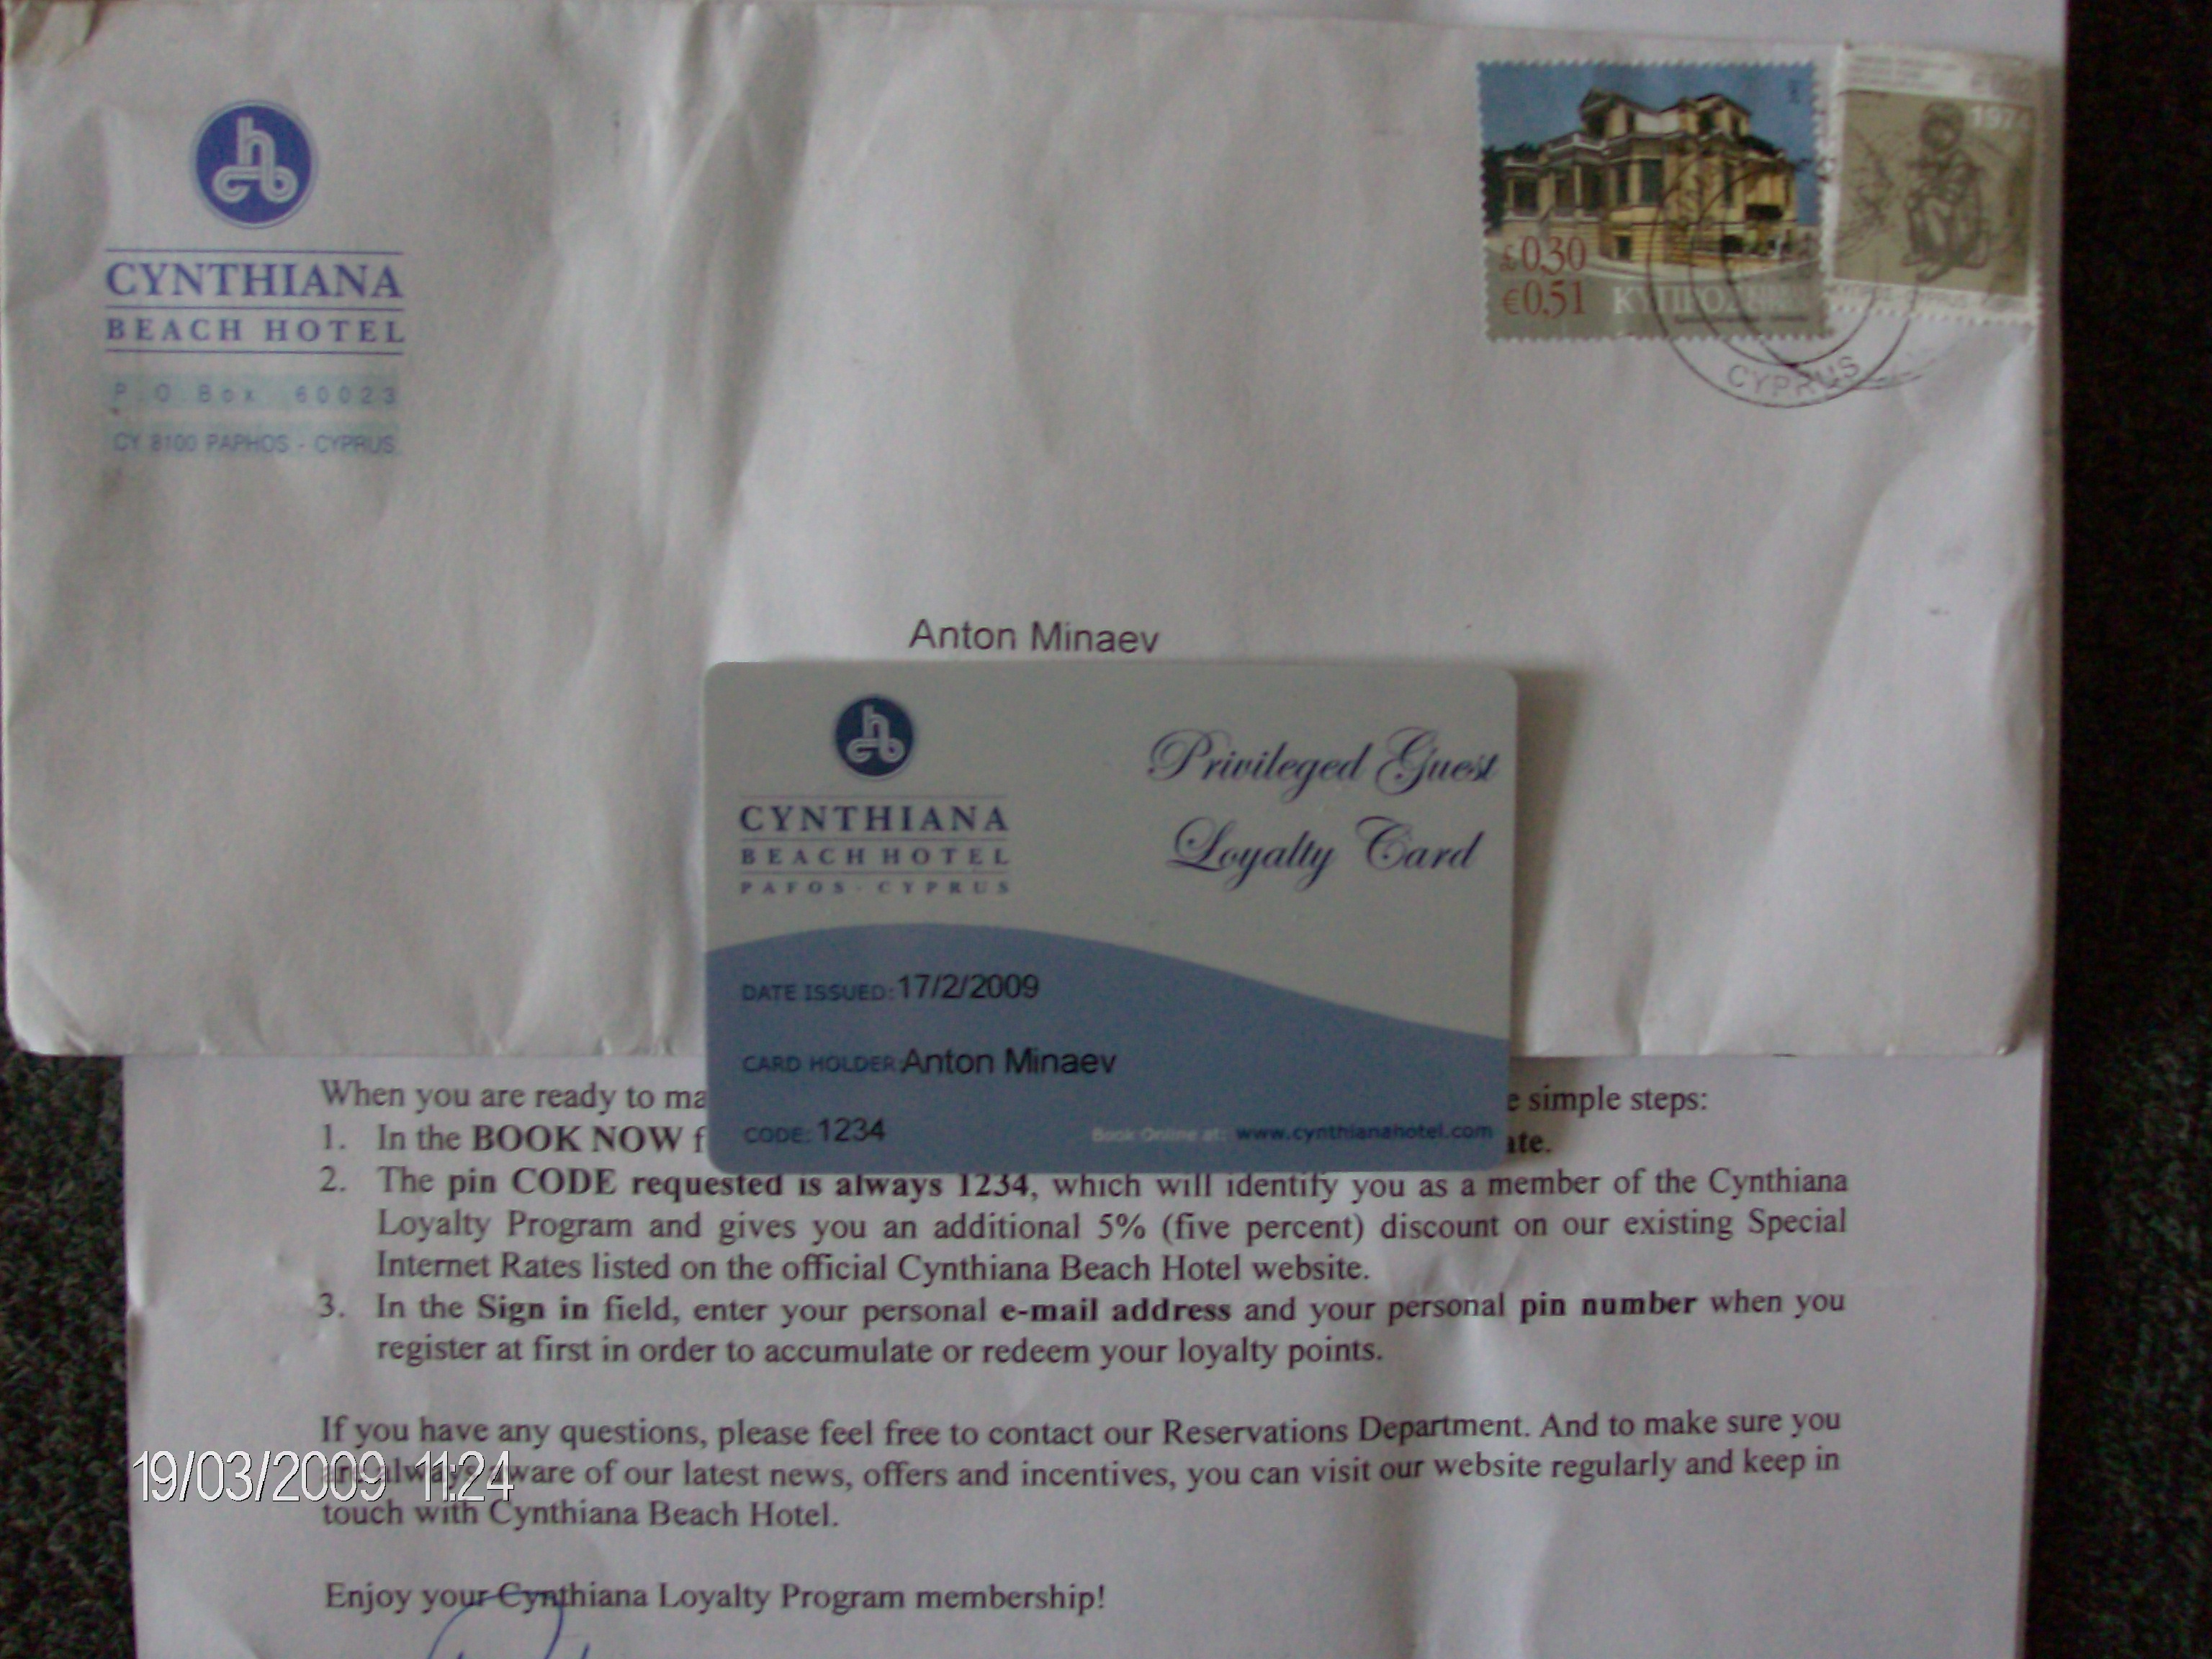 CYNTHIANA
BEACH HOTEL
P.O.Box 60023
CY 8100 PAPHOS - CYPRUS
£0.30
€0.51
ΚΥΠΡΟΣ
1974
CYPRUS
CYPRUS
Anton Minaev
CYNTHIANA
BEACH HOTEL
PAFOS - CYPRUS
Privileged Guest
Loyalty Card
DATE ISSUED: 17/2/2009
CARD HOLDER: Anton Minaev
CODE: 1234
Book Online at: www.cynthianahotel.com
When you are ready to ma
e simple steps:
1. In the BOOK NOW f
ate.
2. The pin CODE requested is always 1234, which will identify you as a member of the Cynthiana
Loyalty Program and gives you an additional 5% (five percent) discount on our existing Special
Internet Rates listed on the official Cynthiana Beach Hotel website.
3. In the Sign in field, enter your personal e-mail address and your personal pin number when you
register at first in order to accumulate or redeem your loyalty points.
If you have any questions, please feel free to contact our Reservations Department. And to make sure you
are always aware of our latest news, offers and incentives, you can visit our website regularly and keep in
touch with Cynthiana Beach Hotel.
19/03/2009 11:24
Enjoy your Cynthiana Loyalty Program membership!